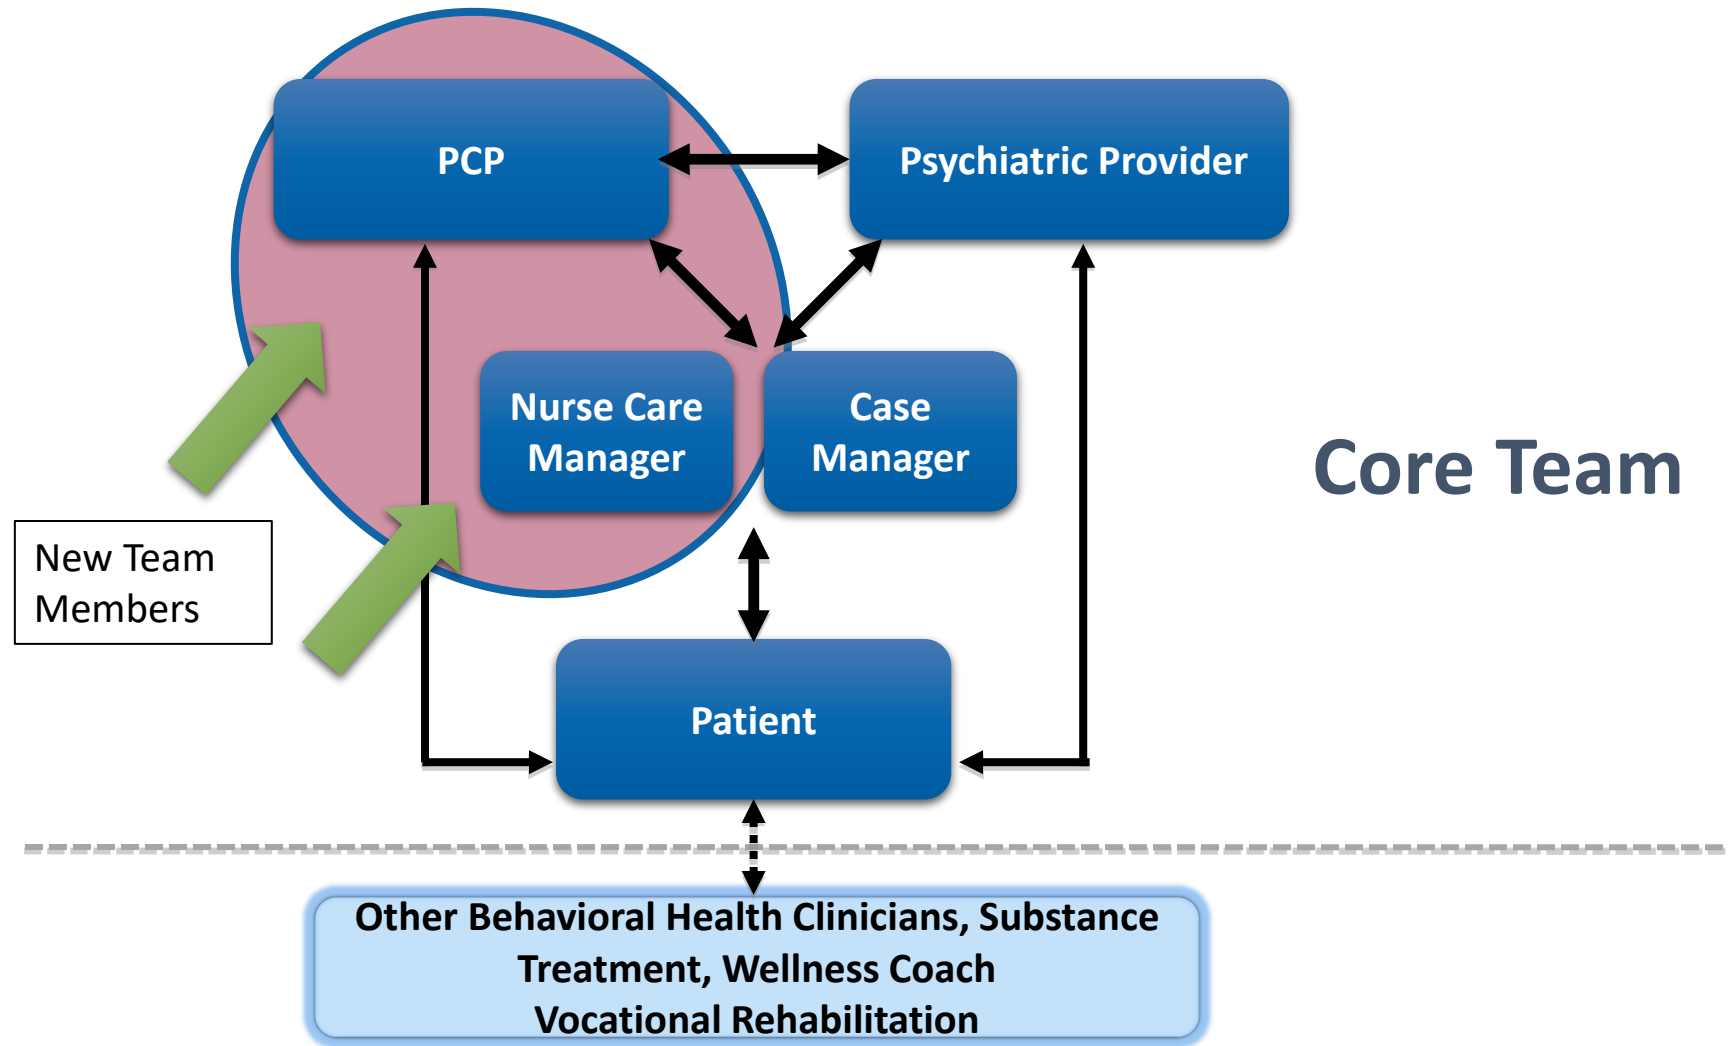 PCP
Psychiatric Provider
Nurse Care
Manager
Case
Manager
Core Team
New Team
Members
Patient
Other Behavioral Health Clinicians, Substance
Treatment, Wellness Coach
Vocational Rehabilitation